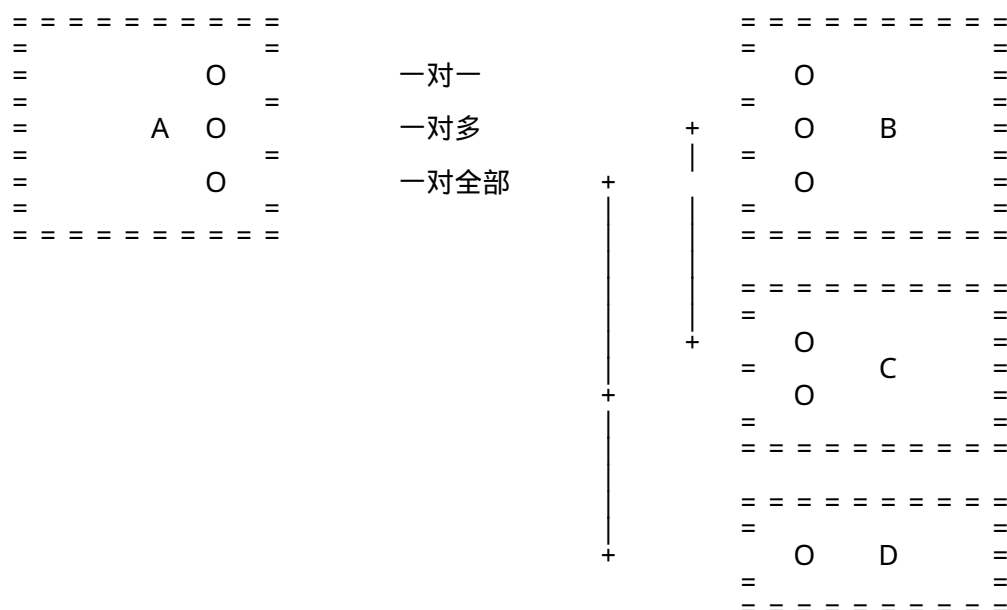 = = = = = = = = = = = = = = = = = = = =
= = = =
= O 一对一 O =
= = = =
= A O 一对多 + O B =
= = | = =
= O 一对全部 + O =
= = | | = =
= = = = = = = = = = | | = = = = = = = = = =
| |
| | = = = = = = = = = =
| | = =
| + O =
| = C =
+ O =
| = =
| = = = = = = = = = =
|
| = = = = = = = = = =
| = =
+ O D =
= =
= = = = = = = = = =